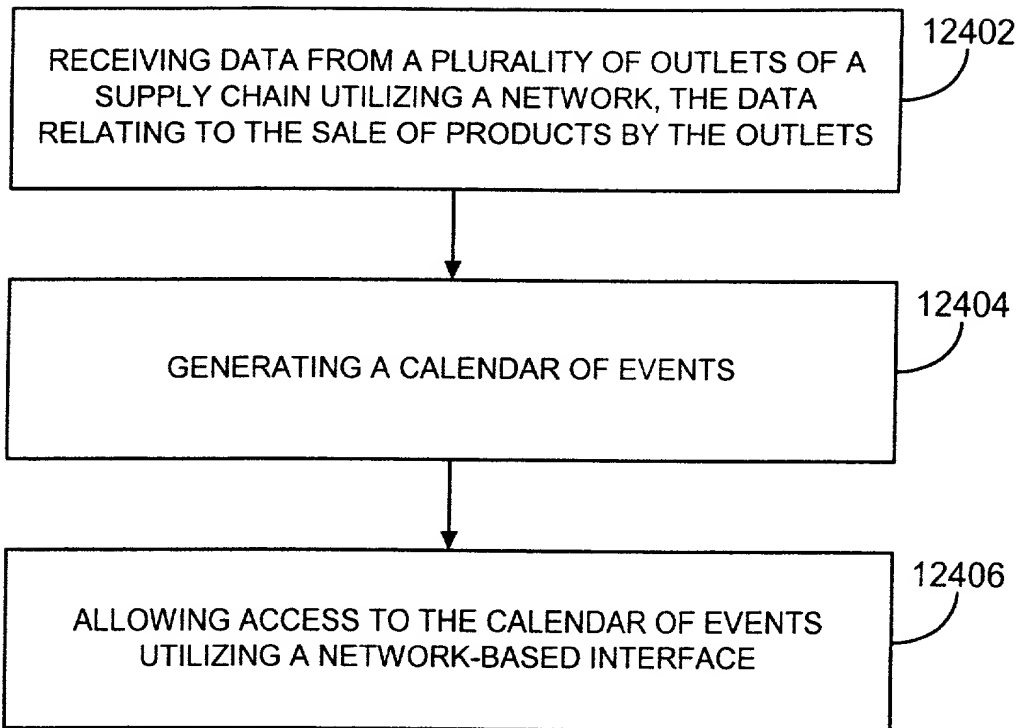 12402
RECEIVING DATA FROM A PLURALITY OF OUTLETS OF A
SUPPLY CHAIN UTILIZING A NETWORK, THE DATA
RELATING TO THE SALE OF PRODUCTS BY THE OUTLETS
12404
GENERATING A CALENDAR OF EVENTS
12406
ALLOWING ACCESS TO THE CALENDAR OF EVENTS
UTILIZING A NETWORK-BASED INTERFACE